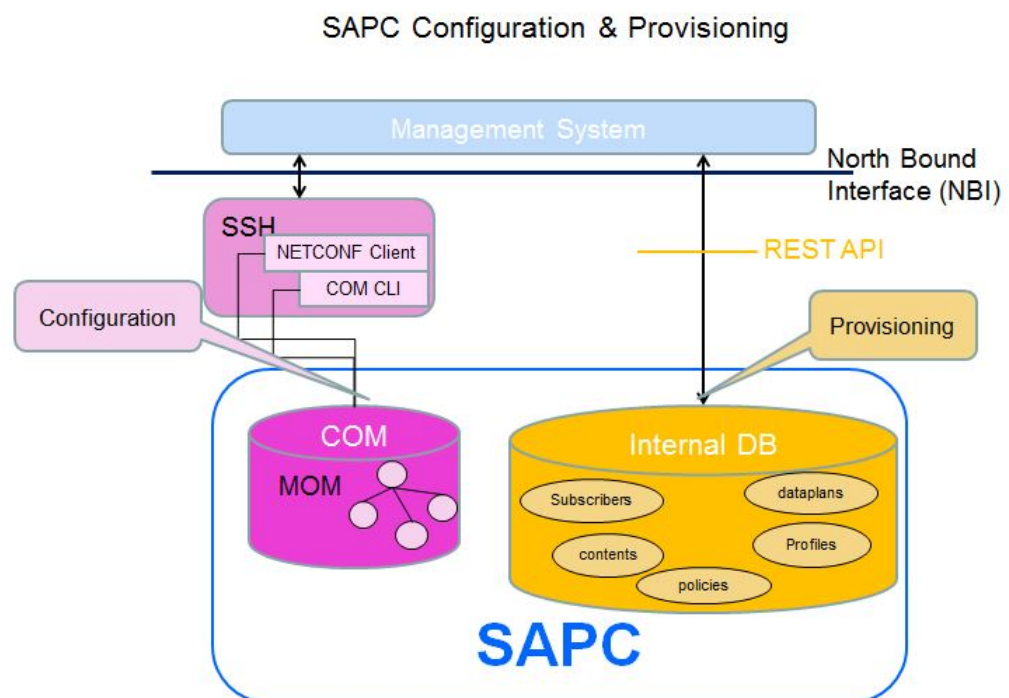 SAPC Configuration & Provisioning
Management System
North Bound
Interface (NBI)
SSH
NETCONF Client
COM CLI
REST API
Configuration
Provisioning
COM
MOM
Internal DB
Subscribers
dataplans
contents
Profiles
policies
SAPC